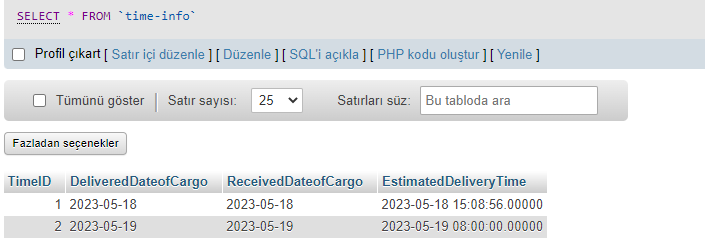 SELECT * FROM `time-info`
Profil çıkart [ Satır içi düzenle ] [ Düzenle ] [ SQL'i açıkla ] [ PHP kodu oluştur ] [ Yenile ]
Tümünü göster | Satır sayısı: 25 Satırları süz: Bu tabloda ara
Fazladan seçenekler
TimeID DeliveredDateofCargo ReceivedDateofCargo EstimatedDeliveryTime
1 2023-05-18 2023-05-18 2023-05-18 15:08:56.00000
2 2023-05-19 2023-05-19 2023-05-19 08:00:00.00000